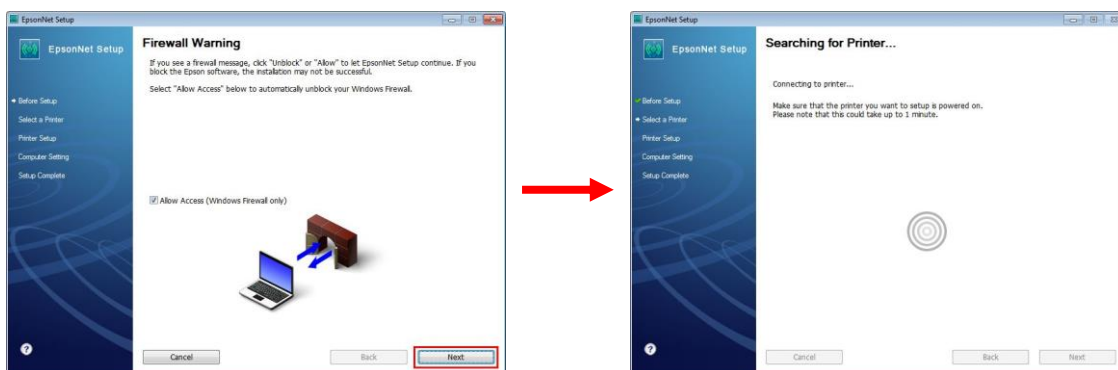 EpsonNet Setup
EpsonNet Setup
Before Setup
Select a Printer
Printer Setup
Computer Setting
Setup Complete
?
Firewall Warning
If you see a firewall message, click "Unblock" or "Allow" to let EpsonNet Setup continue. If you
block the Epson software, the installation may not be successful.
Select "Allow Access" below to automatically unblock your Windows Firewall.
Allow Access (Windows Firewall only)
Cancel
Back
Next
EpsonNet Setup
EpsonNet Setup
Before Setup
Select a Printer
Printer Setup
Computer Setting
Setup Complete
?
Searching for Printer...
Connecting to printer...
Make sure that the printer you want to setup is powered on.
Please note that this could take up to 1 minute.
Cancel
Back
Next